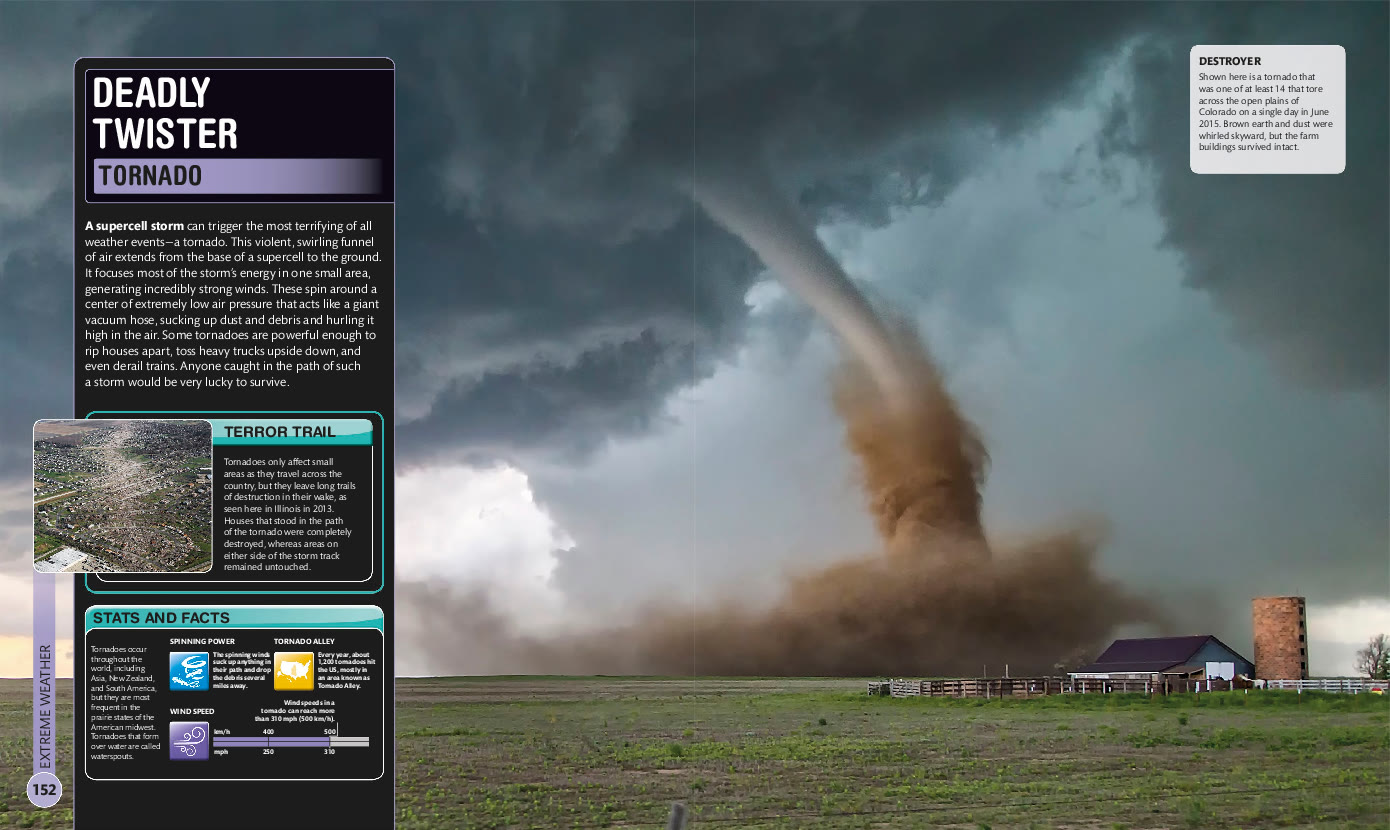 DEADLY
TWISTER
TORNADO
A supercell storm can trigger the most terrifying of all
weather events—a tornado. This violent, swirling funnel
of air extends from the base of a supercell to the ground.
It focuses most of the storm's energy in one small area,
generating incredibly strong winds. These spin around a
center of extremely low air pressure that acts like a giant
vacuum hose, sucking up dust and debris and hurling it
high in the air. Some tornadoes are powerful enough to
rip houses apart, toss heavy trucks upside down, and
even derail trains. Anyone caught in the path of such
a storm would be very lucky to survive.
TERROR TRAIL
Tornadoes only affect small
areas as they travel across the
country, but they leave long trails
of destruction in their wake, as
seen here in Illinois in 2013.
Houses that stood in the path
of the tornado were completely
destroyed, whereas areas on
either side of the storm track
remained untouched.
STATS AND FACTS
Tornadoes occur
throughout the
world, including
Asia, New Zealand,
and South America,
but they are most
frequent in the
prairie states of the
American midwest.
Tornadoes that form
over water are called
waterspouts.
SPINNING POWER
The spinning winds
suck up anything in
their path and drop
the debris several
miles away.
TORNADO ALLEY
Every year, about
1,200 tornadoes hit
the US, mostly in
an area known as
Tornado Alley.
WIND SPEED
Wind speeds in a
tornado can reach more
than 310 mph (500 km/h).
km/h 400 500
mph 250 310
EXTREME WEATHER
152
DESTROYER
Shown here is a tornado that
was one of at least 14 that tore
across the open plains of
Colorado on a single day in June
2015. Brown earth and dust were
whirled skyward, but the farm
buildings survived intact.